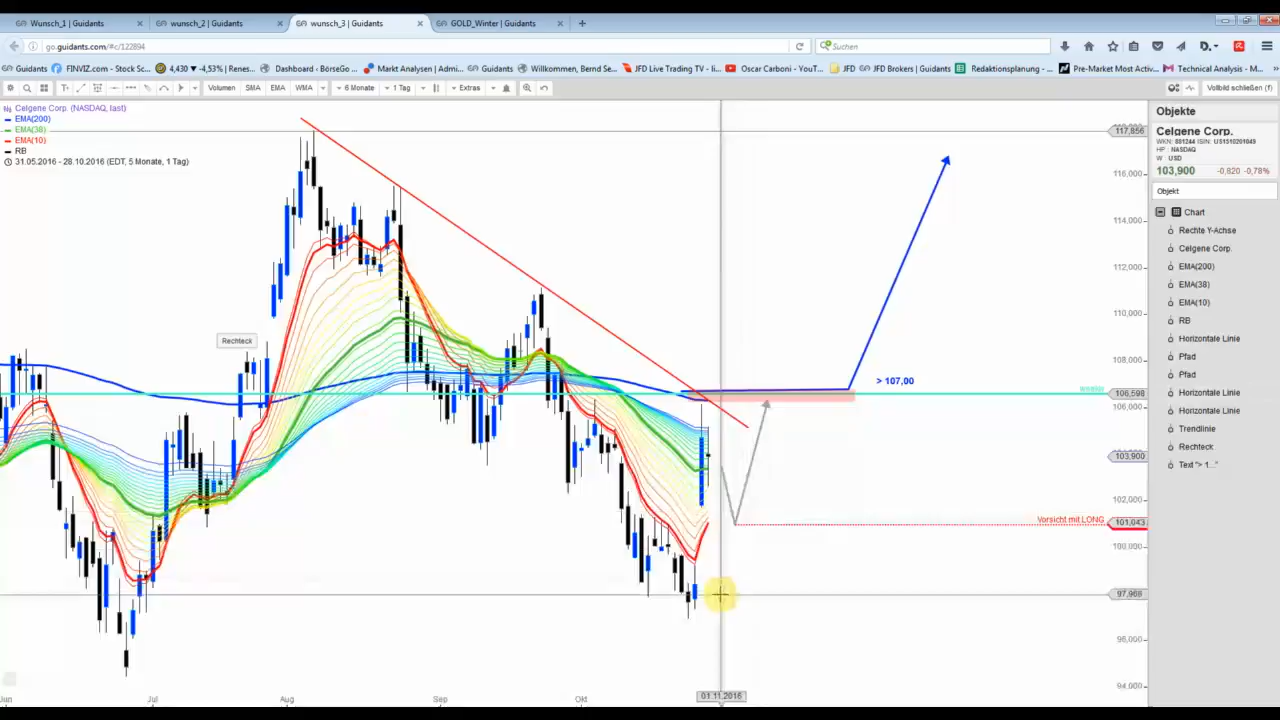 Wunsch_1 | Guidants
wunsch_2 | Guidants
wunsch_3 | Guidants
GOLD_Winter | Guidants
go.guidants.com/#c/122894
Suchen
Guidants
FINVIZ.com - Stock Sc...
4,430 ▾ -4,53% | Renes...
Dashboard - BörseGo ...
Markt Analysen | Admi...
Guidants
Willkommen, Bernd Se...
JFD Live Trading TV - li...
Oscar Carboni - YouT...
JFD
JFD Brokers | Guidants
Redaktionsplanung - ...
Pre-Market Most Activ...
Technical Analysis - M...
Volumen
SMA
EMA
WMA
6 Monate
1 Tag
Extras
Vollbild schließen (f)
Celgene Corp. (NASDAQ, last)
EMA(200)
EMA(38)
EMA(10)
RB
31.05.2016 - 28.10.2016 (EDT, 5 Monate, 1 Tag)
Rechteck
> 107,00
Vorsicht mit LONG
117,856
116,000
114,000
112,000
110,000
108,000
106,598
106,000
103,900
102,000
101,043
100,000
97,968
96,000
94,000
Jun
Jul
Aug
Sep
Okt
01.11.2016
Objekte
Celgene Corp.
WKN: 881244 ISIN: US1510201049
HP : NASDAQ
W : USD
103,900
-0,820 -0,78%
Objekt
Chart
Rechte Y-Achse
Celgene Corp.
EMA(200)
EMA(38)
EMA(10)
RB
Horizontale Linie
Pfad
Pfad
Horizontale Linie
Horizontale Linie
Trendlinie
Rechteck
Text "> 1..."